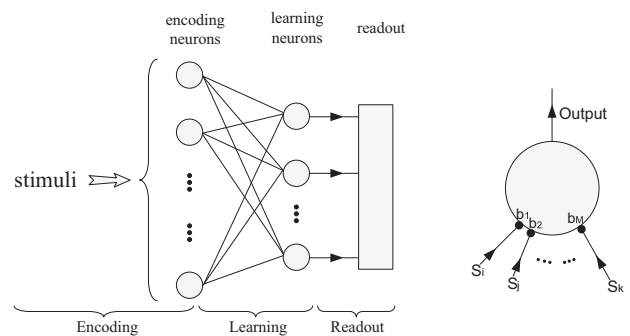 encoding
neurons
learning
neurons
readout
stimuli
Encoding
Learning
Readout
Output
b1
b2
bM
Si
Sj
Sk